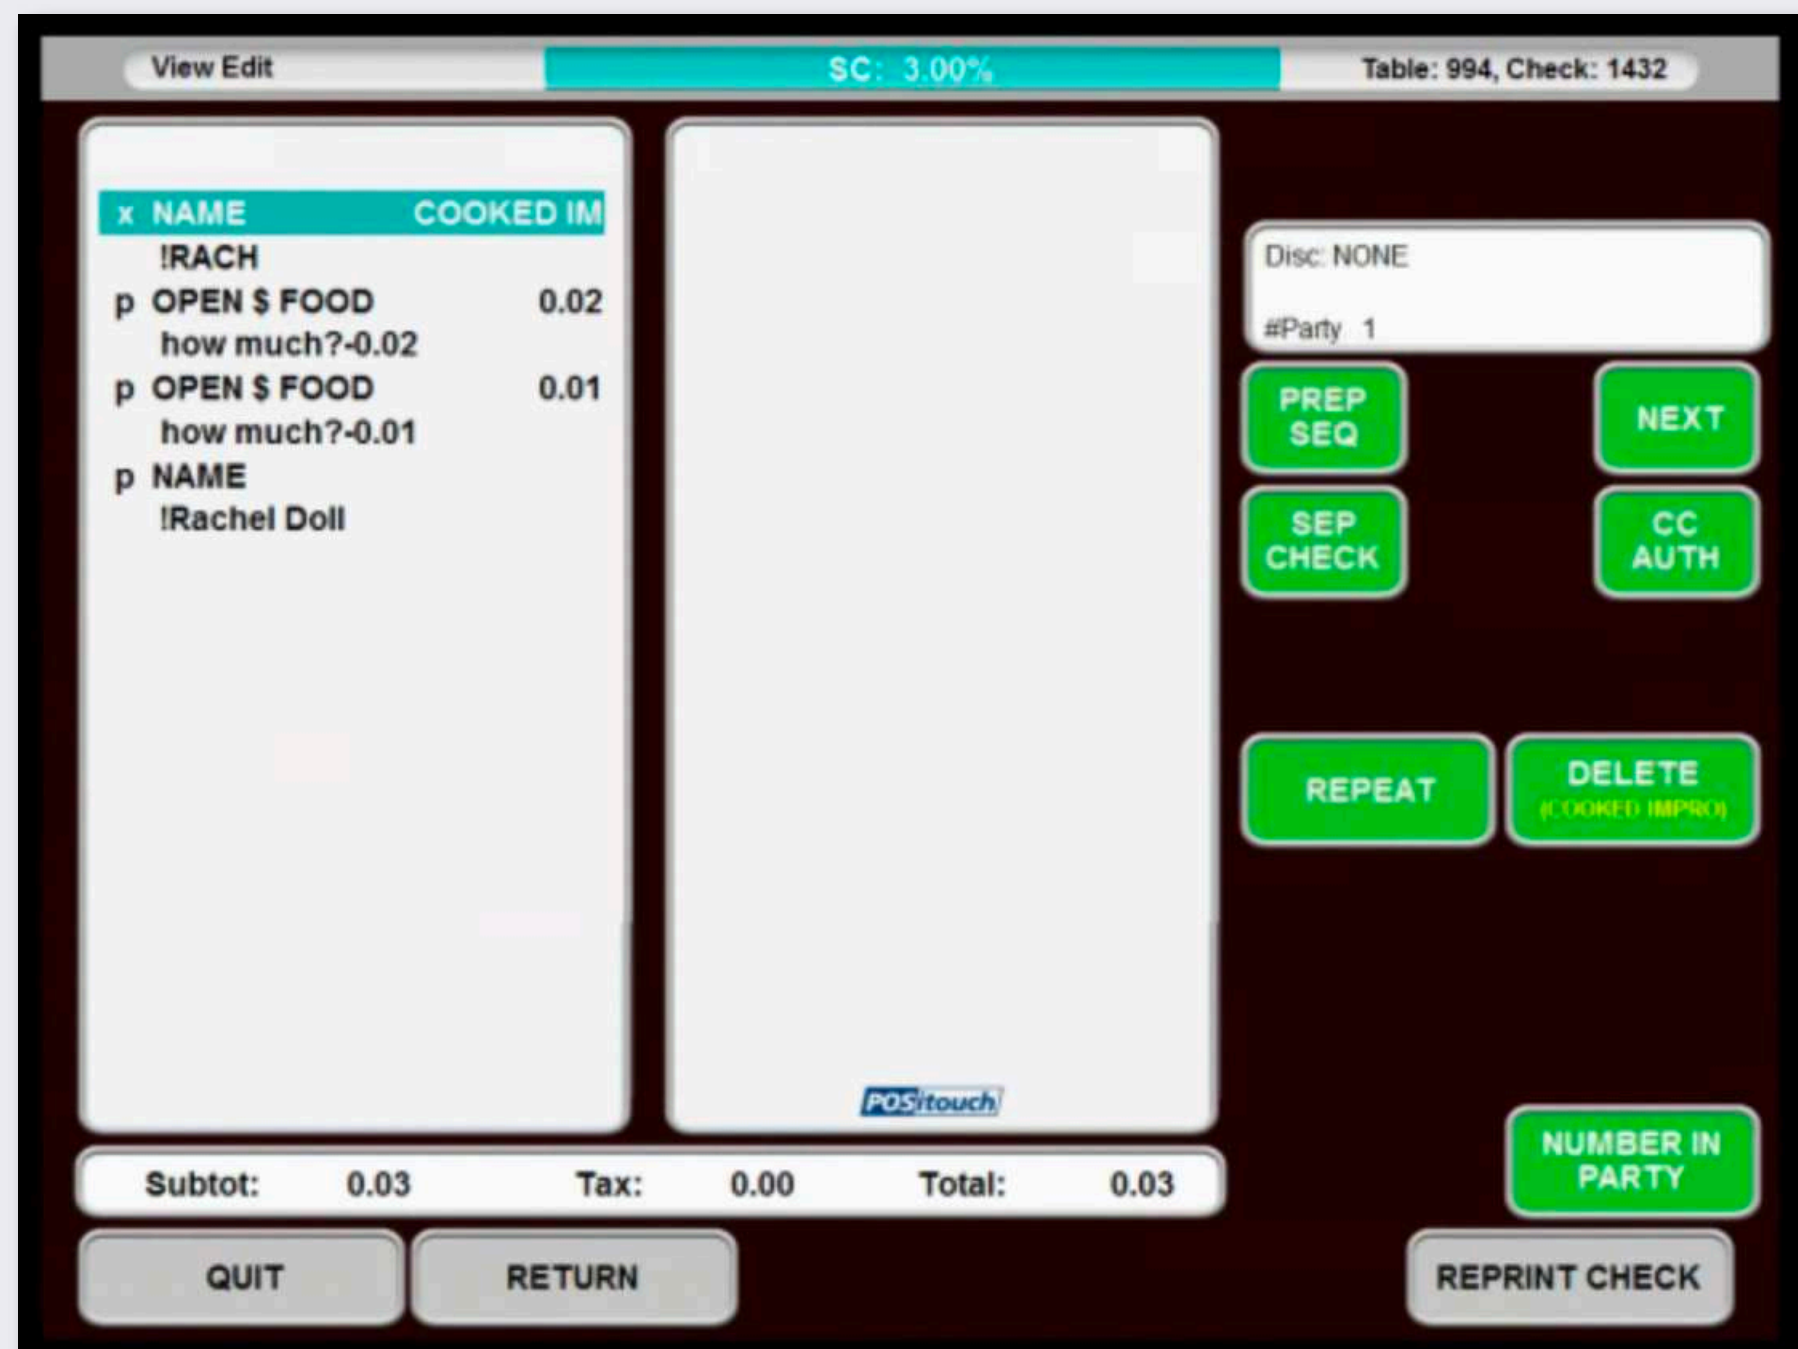 View Edit
SC: 3.00%
Table: 994, Check: 1432
x NAME COOKED IM
!RACH
p OPEN $ FOOD 0.02
how much?-0.02
p OPEN $ FOOD 0.01
how much?-0.01
p NAME
!Rachel Doll
Disc: NONE
#Party 1
PREP
SEQ
NEXT
SEP
CHECK
CC
AUTH
REPEAT
DELETE
(COOKED IMPRO)
POSitouch
NUMBER IN
PARTY
Subtot: 0.03 Tax: 0.00 Total: 0.03
QUIT
RETURN
REPRINT CHECK